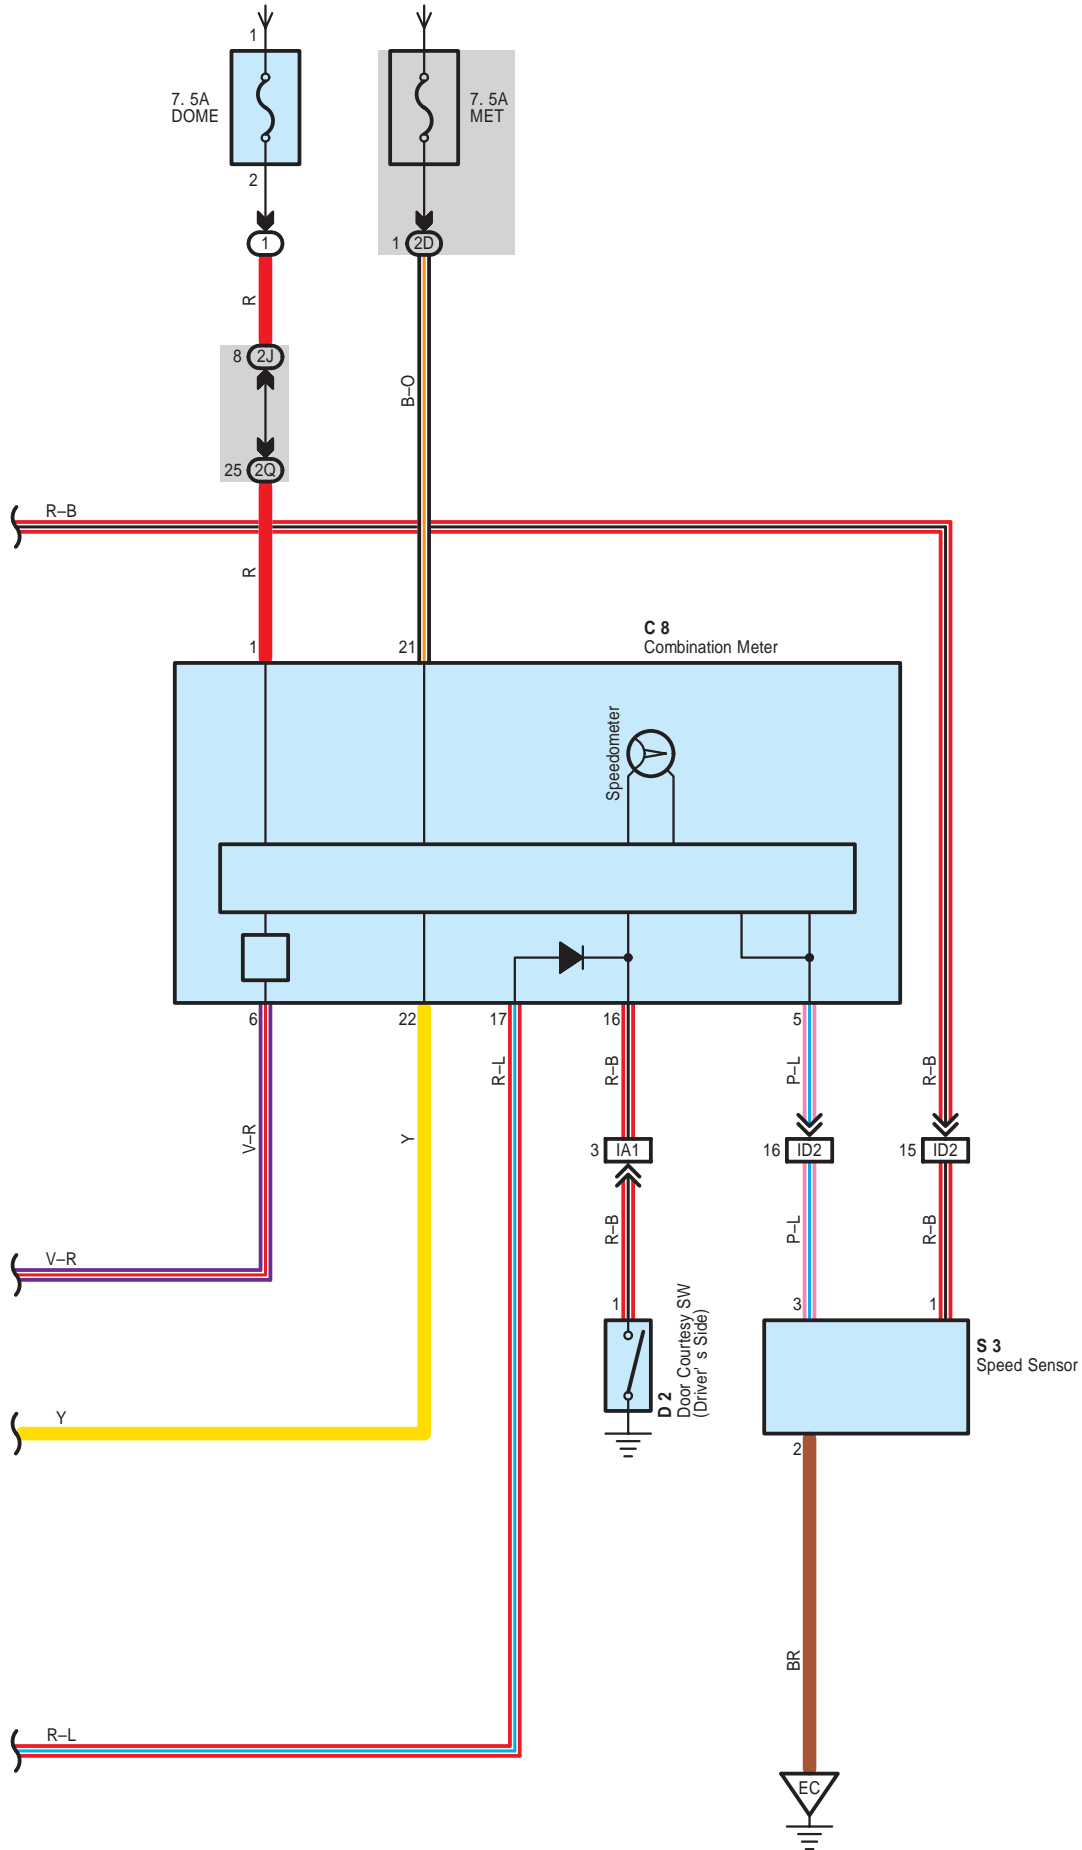 1
7. 5A
DOME
7. 5A
MET
2
1
1 2D
R
8 2J
B–O
25 2Q
R–B
R
C 8
Combination Meter
1
21
Speedometer
6
22
17
16
5
R–L
R–B
P–L
R–B
V–R
Y
3 IA1
16 ID2
15 ID2
R–B
P–L
R–B
V–R
1
3
1
D 2
Door Courtesy SW
(Driver' s Side)
S 3
Speed Sensor
Y
2
BR
R–L
EC